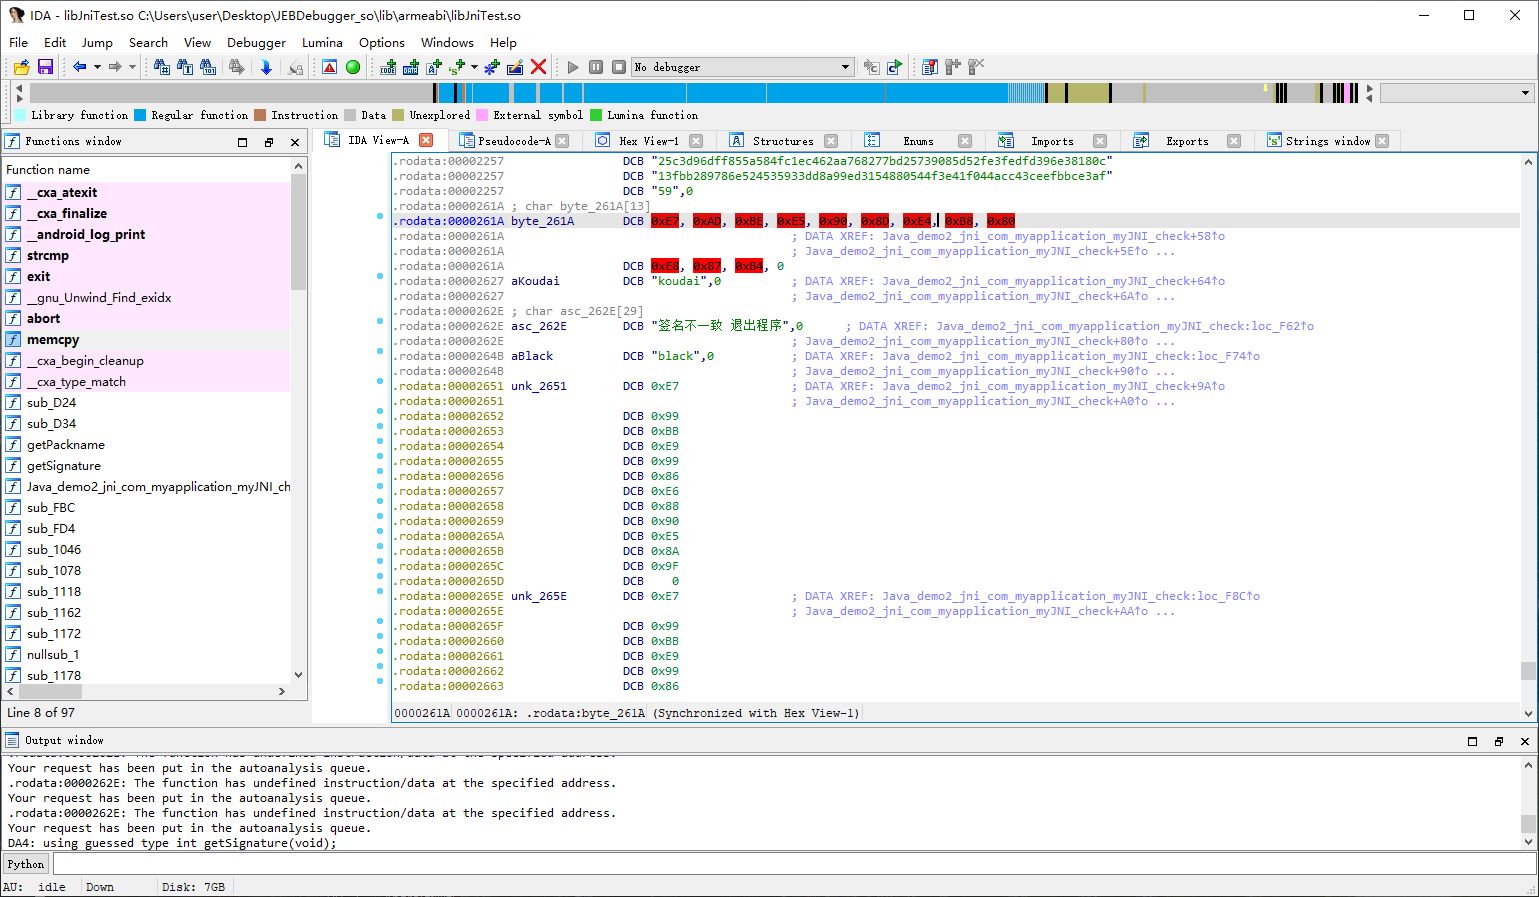 IDA - libJniTest.so C:\Users\user\Desktop\JEBDebugger_so\lib\armeabi\libJniTest.so
File Edit Jump Search View Debugger Lumina Options Windows Help
No debugger
Library function Regular function Instruction Data Unexplored External symbol Lumina function
Functions window
IDA View-A Pseudocode-A Hex View-1 Structures Enums Imports Exports Strings window
Function name
__cxa_atexit
__cxa_finalize
__android_log_print
strcmp
exit
__gnu_Unwind_Find_exidx
abort
memcpy
__cxa_begin_cleanup
__cxa_type_match
sub_D24
sub_D34
getPackname
getSignature
Java_demo2_jni_com_myapplication_myJNI_ch
sub_FBC
sub_FD4
sub_1046
sub_1078
sub_1118
sub_1162
sub_1172
nullsub_1
sub_1178
Line 8 of 97
.rodata:00002257 DCB "25c3d96dff855a584fc1ec462aa768277bd25739085d52fe3fedfd396e38180c"
.rodata:00002257 DCB "13fbb289786e524535933dd8a99ed3154880544f3e41f044acc43ceefbbce3af"
.rodata:00002257 DCB "59",0
.rodata:0000261A ; char byte_261A[13]
.rodata:0000261A byte_261A DCB 0xE7, 0xAD, 0xBE, 0xE5, 0x90, 0x8D, 0xE4, 0xB8, 0x80
.rodata:0000261A ; DATA XREF: Java_demo2_jni_com_myapplication_myJNI_check+58↑o
.rodata:0000261A ; Java_demo2_jni_com_myapplication_myJNI_check+5E↑o ...
.rodata:0000261A DCB 0xE8, 0x87, 0xB4, 0
.rodata:00002627 aKoudai DCB "koudai",0 ; DATA XREF: Java_demo2_jni_com_myapplication_myJNI_check+64↑o
.rodata:00002627 ; Java_demo2_jni_com_myapplication_myJNI_check+6A↑o ...
.rodata:0000262E ; char asc_262E[29]
.rodata:0000262E asc_262E DCB "签名不一致 退出程序",0 ; DATA XREF: Java_demo2_jni_com_myapplication_myJNI_check:loc_F62↑o
.rodata:0000262E ; Java_demo2_jni_com_myapplication_myJNI_check+80↑o ...
.rodata:0000264B aBlack DCB "black",0 ; DATA XREF: Java_demo2_jni_com_myapplication_myJNI_check:loc_F74↑o
.rodata:0000264B ; Java_demo2_jni_com_myapplication_myJNI_check+90↑o ...
.rodata:00002651 unk_2651 DCB 0xE7 ; DATA XREF: Java_demo2_jni_com_myapplication_myJNI_check+9A↑o
.rodata:00002651 ; Java_demo2_jni_com_myapplication_myJNI_check+A0↑o ...
.rodata:00002652 DCB 0x99
.rodata:00002653 DCB 0xBB
.rodata:00002654 DCB 0xE9
.rodata:00002655 DCB 0x99
.rodata:00002656 DCB 0x86
.rodata:00002657 DCB 0xE6
.rodata:00002658 DCB 0x88
.rodata:00002659 DCB 0x90
.rodata:0000265A DCB 0xE5
.rodata:0000265B DCB 0x8A
.rodata:0000265C DCB 0x9F
.rodata:0000265D DCB 0
.rodata:0000265E unk_265E DCB 0xE7 ; DATA XREF: Java_demo2_jni_com_myapplication_myJNI_check:loc_F8C↑o
.rodata:0000265E ; Java_demo2_jni_com_myapplication_myJNI_check+AA↑o ...
.rodata:0000265F DCB 0x99
.rodata:00002660 DCB 0xBB
.rodata:00002661 DCB 0xE9
.rodata:00002662 DCB 0x99
.rodata:00002663 DCB 0x86
0000261A 0000261A: .rodata:byte_261A (Synchronized with Hex View-1)
Output window
Your request has been put in the autoanalysis queue.
.rodata:0000262E: The function has undefined instruction/data at the specified address.
Your request has been put in the autoanalysis queue.
.rodata:0000262E: The function has undefined instruction/data at the specified address.
Your request has been put in the autoanalysis queue.
DA4: using guessed type int getSignature(void);
Python
AU: idle Down Disk: 7GB